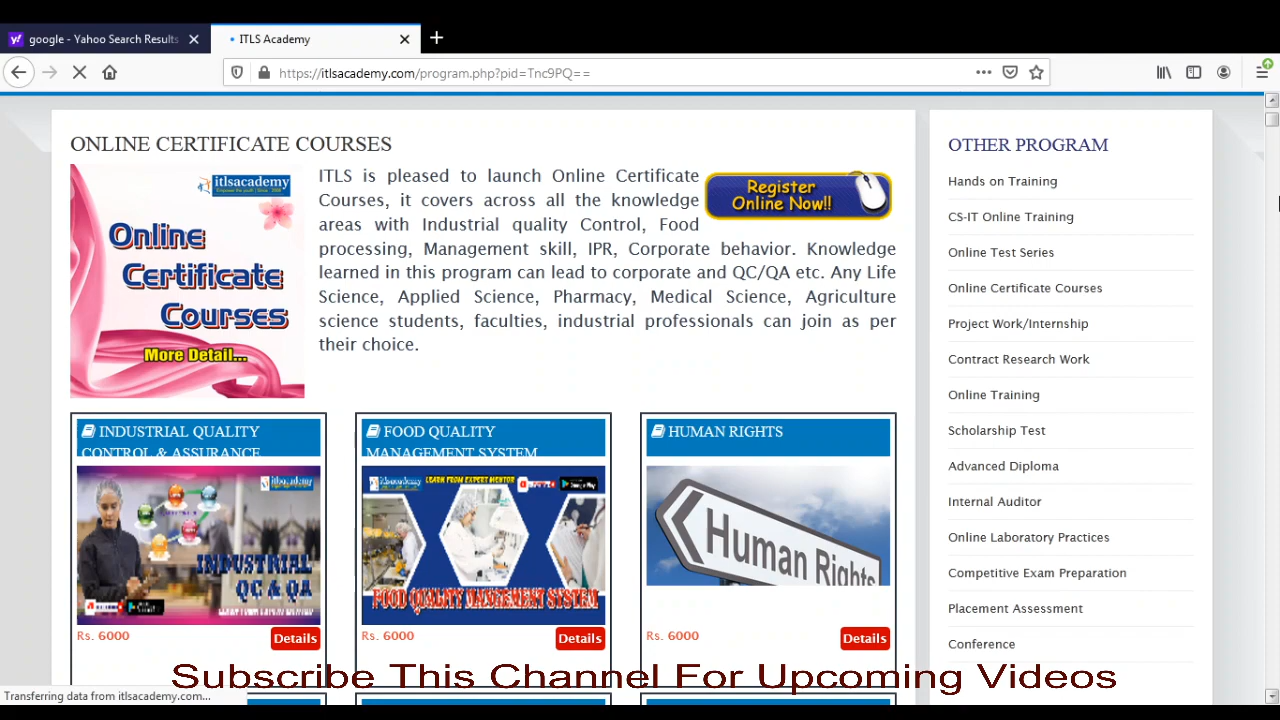 google - Yahoo Search Results
ITLS Academy
https://itlsacademy.com/program.php?pid=Tnc9PQ==
ONLINE CERTIFICATE COURSES
itlsacademy
Online
Certificate
Courses
More Detail...
ITLS is pleased to launch Online Certificate
Courses, it covers across all the knowledge
areas with Industrial quality Control, Food
processing, Management skill, IPR, Corporate behavior. Knowledge
learned in this program can lead to corporate and QC/QA etc. Any Life
Science, Applied Science, Pharmacy, Medical Science, Agriculture
science students, faculties, industrial professionals can join as per
their choice.
Register
Online Now!!
OTHER PROGRAM
Hands on Training
CS-IT Online Training
Online Test Series
Online Certificate Courses
Project Work/Internship
Contract Research Work
Online Training
Scholarship Test
Advanced Diploma
Internal Auditor
Online Laboratory Practices
Competitive Exam Preparation
Placement Assessment
Conference
INDUSTRIAL QUALITY
CONTROL & ASSURANCE
itlsacademy
INDUSTRIAL
QC & QA
Rs. 6000
Details
FOOD QUALITY
MANAGEMENT SYSTEM
itlsacademy
LEARN FROM EXPERT MENTOR
FOOD QUALITY MANGEMENT SYSTEM
Rs. 6000
Details
HUMAN RIGHTS
Human Rights
Rs. 6000
Details
Subscribe This Channel For Upcoming Videos
Transferring data from itlsacademy.com...